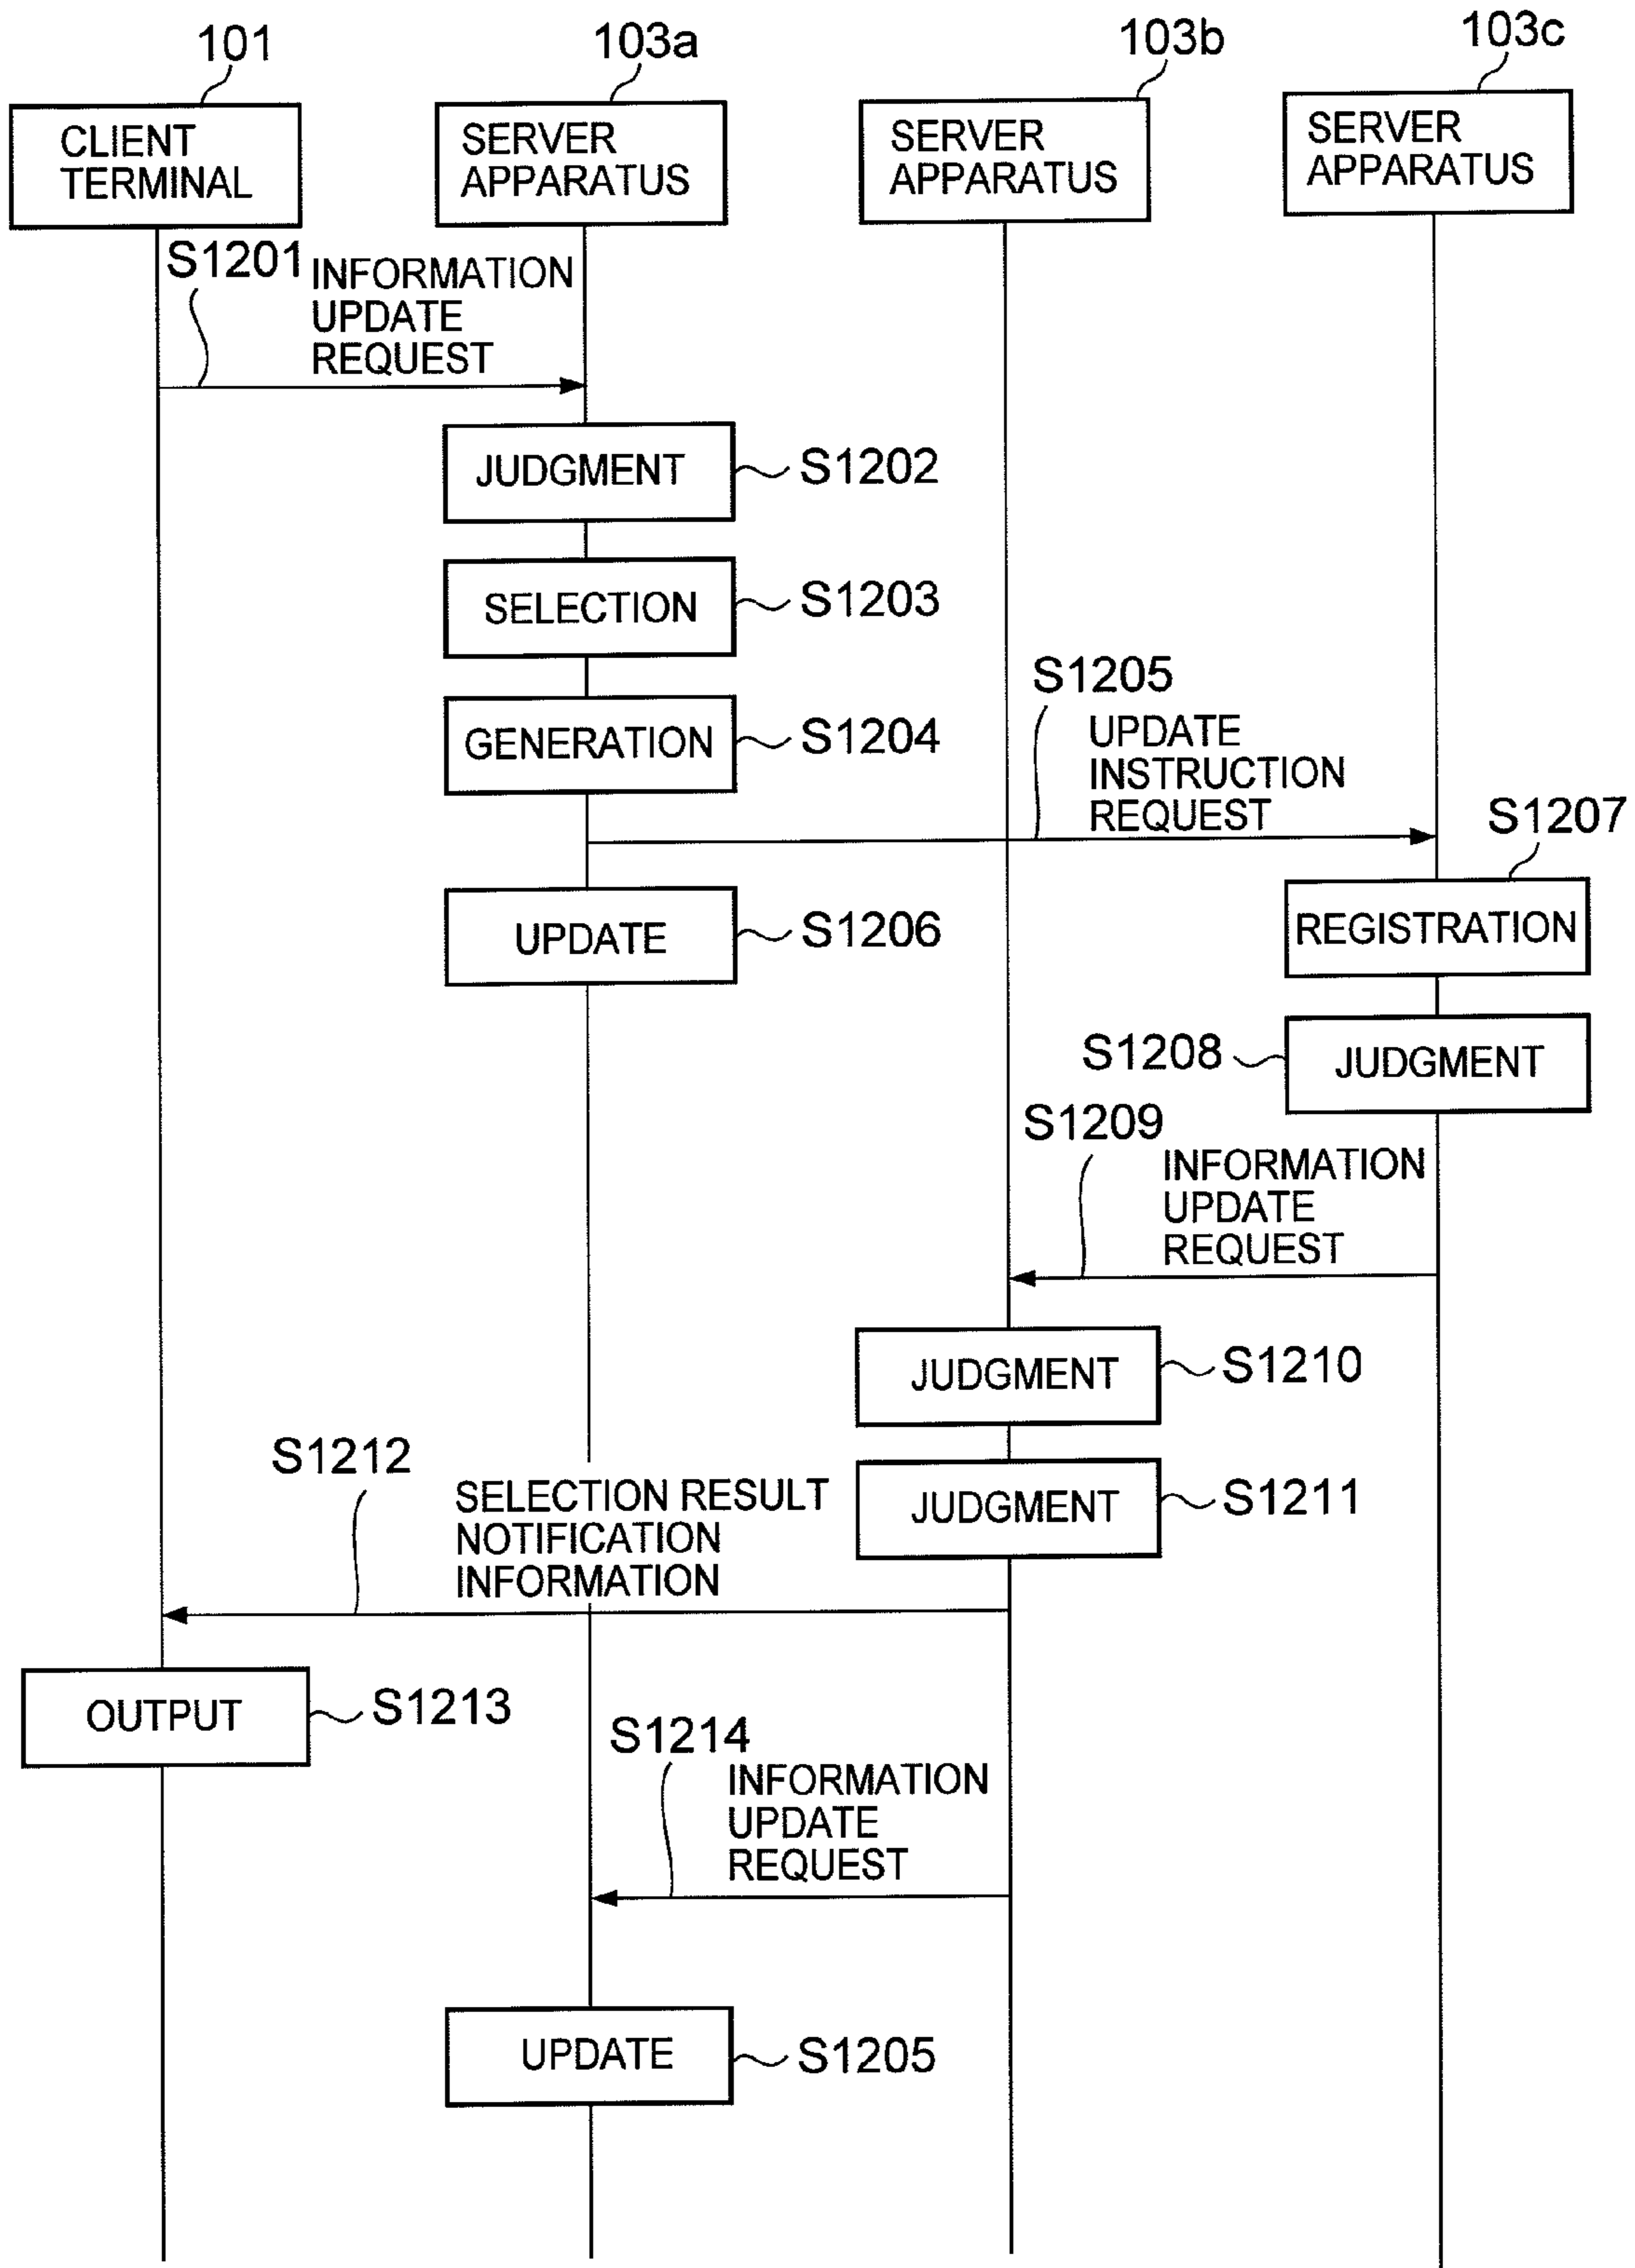 101
103a
103b
103c
CLIENT
TERMINAL
SERVER
APPARATUS
SERVER
APPARATUS
SERVER
APPARATUS
S1201
INFORMATION
UPDATE
REQUEST
JUDGMENT
S1202
SELECTION
S1203
GENERATION
S1204
S1205
UPDATE
INSTRUCTION
REQUEST
UPDATE
S1206
S1207
REGISTRATION
S1208
JUDGMENT
S1209
INFORMATION
UPDATE
REQUEST
JUDGMENT
S1210
JUDGMENT
S1211
S1212
SELECTION RESULT
NOTIFICATION
INFORMATION
OUTPUT
S1213
S1214
INFORMATION
UPDATE
REQUEST
UPDATE
S1205